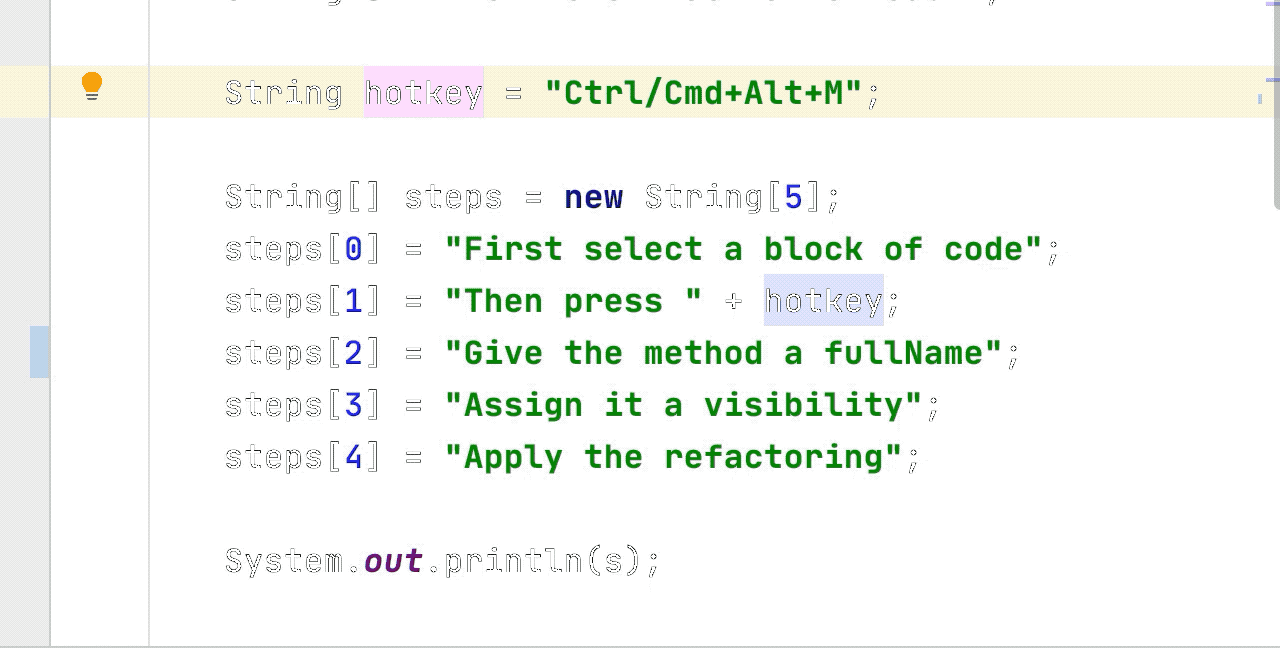 String hotkey = "Ctrl/Cmd+Alt+M";
String[] steps = new String[5];
steps[0] = "First select a block of code";
steps[1] = "Then press " + hotkey;
steps[2] = "Give the method a fullName";
steps[3] = "Assign it a visibility";
steps[4] = "Apply the refactoring";
System.out.println(s);